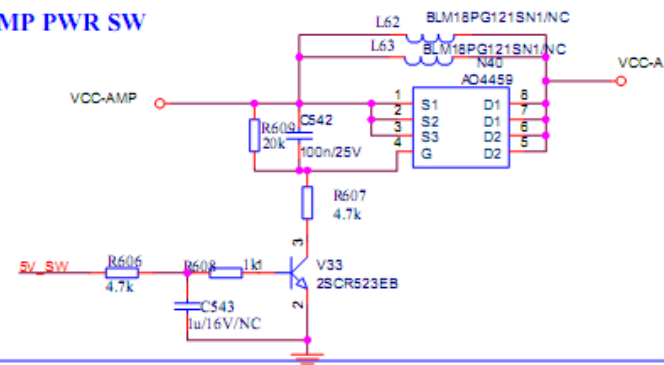 MP PWR SW
L62 BLM18PG121SN1/NC
L63 BLM18PG121SN1/NC
N40
AO4459
VCC-A
VCC-AMP
1 S1 D1 8
2 S2 D1 7
3 S3 D2 6
4 G D2 5
R609
20k
C542
100n/25V
R607
4.7k
3
V33
2SCR523EB
2
5V_SW
R606
4.7k
R608 1k
1
C543
1u/16V/NC